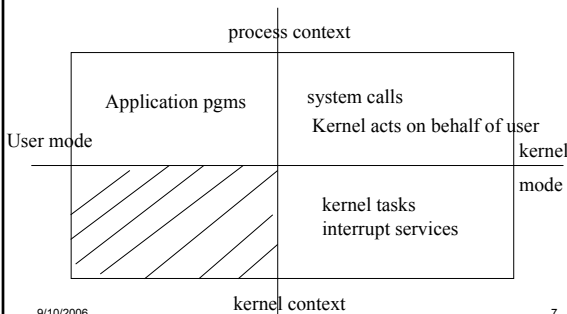 process context
Application pgms
system calls
Kernel acts on behalf of user
User mode
kernel
mode
kernel tasks
interrupt services
kernel context
9/10/2006
7